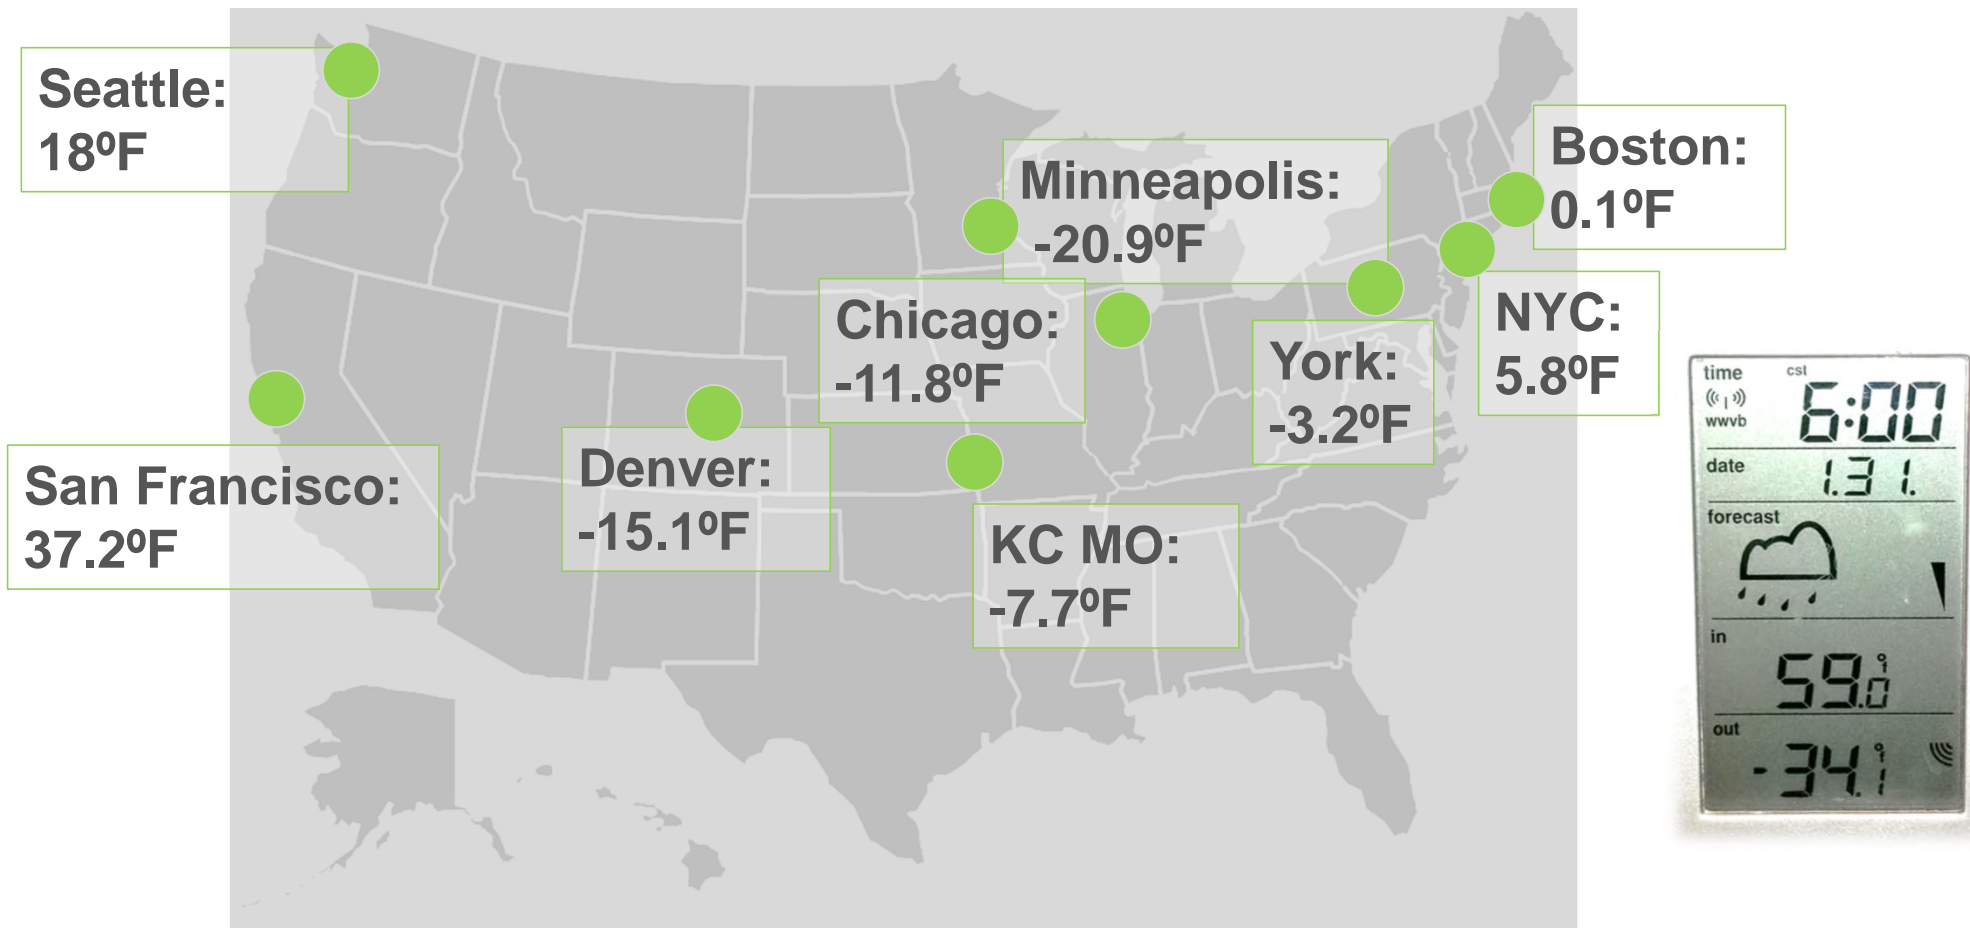 Seattle:
18ºF
Minneapolis:
-20.9ºF
Boston:
0.1ºF
Chicago:
-11.8ºF
York:
-3.2ºF
NYC:
5.8ºF
San Francisco:
37.2ºF
Denver:
-15.1ºF
KC MO:
-7.7ºF
time cst 6:00
wwvb
date 1.31.
forecast
in
59.0 °f
out
-34.1 °f